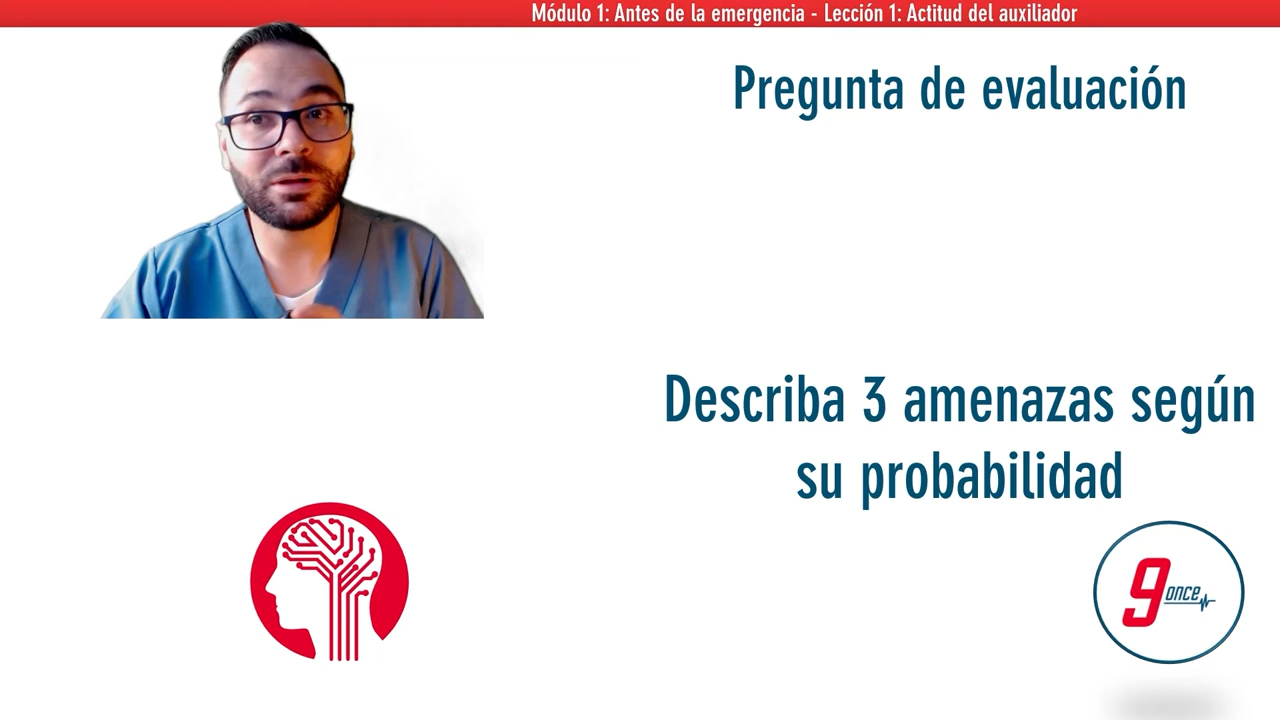 Módulo 1: Antes de la emergencia - Lección 1: Actitud del auxiliador
Pregunta de evaluación
Describa 3 amenazas según
su probabilidad
9 once